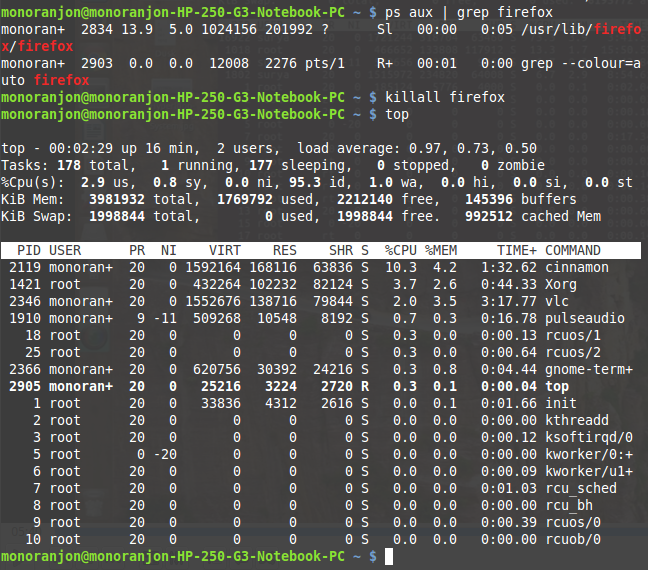 monoranjon@monoranjon-HP-250-G3-Notebook-PC ~ $ ps aux | grep firefox
monoran+  2834 13.9  5.0 1024156 201992 ?      Sl   00:00   0:05 /usr/lib/firefo
x/firefox
monoran+  2903  0.0  0.0  12008  2276 pts/1    R+   00:01   0:00 grep --colour=a
uto firefox
monoranjon@monoranjon-HP-250-G3-Notebook-PC ~ $ killall firefox
monoranjon@monoranjon-HP-250-G3-Notebook-PC ~ $ top
top - 00:02:29 up 16 min,  2 users,  load average: 0.97, 0.73, 0.50
Tasks: 178 total,   1 running, 177 sleeping,   0 stopped,   0 zombie
%Cpu(s):  2.9 us,  0.8 sy,  0.0 ni, 95.3 id,  1.0 wa,  0.0 hi,  0.0 si,  0.0 st
KiB Mem:   3981932 total,  1769792 used,  2212140 free,   145396 buffers
KiB Swap:  1998844 total,        0 used,  1998844 free.   992512 cached Mem
  PID USER      PR  NI    VIRT    RES    SHR S  %CPU %MEM     TIME+ COMMAND
 2119 monoran+  20   0 1592164 168116  63836 S  10.3  4.2   1:32.62 cinnamon
 1421 root      20   0  432264 102232  82124 S   3.7  2.6   0:44.33 Xorg
 2346 monoran+  20   0 1552676 138716  79844 S   2.0  3.5   3:17.77 vlc
 1910 monoran+   9 -11  509268  10548   8192 S   0.7  0.3   0:16.78 pulseaudio
   18 root      20   0       0      0      0 S   0.3  0.0   0:00.13 rcuos/1
   25 root      20   0       0      0      0 S   0.3  0.0   0:00.64 rcuos/2
 2366 monoran+  20   0  620756  30392  24216 S   0.3  0.8   0:04.44 gnome-term+
 2905 monoran+  20   0   25216   3224   2720 R   0.3  0.1   0:00.04 top
    1 root      20   0   33836   4312   2616 S   0.0  0.1   0:01.66 init
    2 root      20   0       0      0      0 S   0.0  0.0   0:00.00 kthreadd
    3 root      20   0       0      0      0 S   0.0  0.0   0:00.12 ksoftirqd/0
    5 root       0 -20       0      0      0 S   0.0  0.0   0:00.00 kworker/0:+
    6 root      20   0       0      0      0 S   0.0  0.0   0:00.09 kworker/u1+
    7 root      20   0       0      0      0 S   0.0  0.0   0:01.03 rcu_sched
    8 root      20   0       0      0      0 S   0.0  0.0   0:00.00 rcu_bh
    9 root      20   0       0      0      0 S   0.0  0.0   0:00.39 rcuos/0
   10 root      20   0       0      0      0 S   0.0  0.0   0:00.00 rcuob/0
monoranjon@monoranjon-HP-250-G3-Notebook-PC ~ $